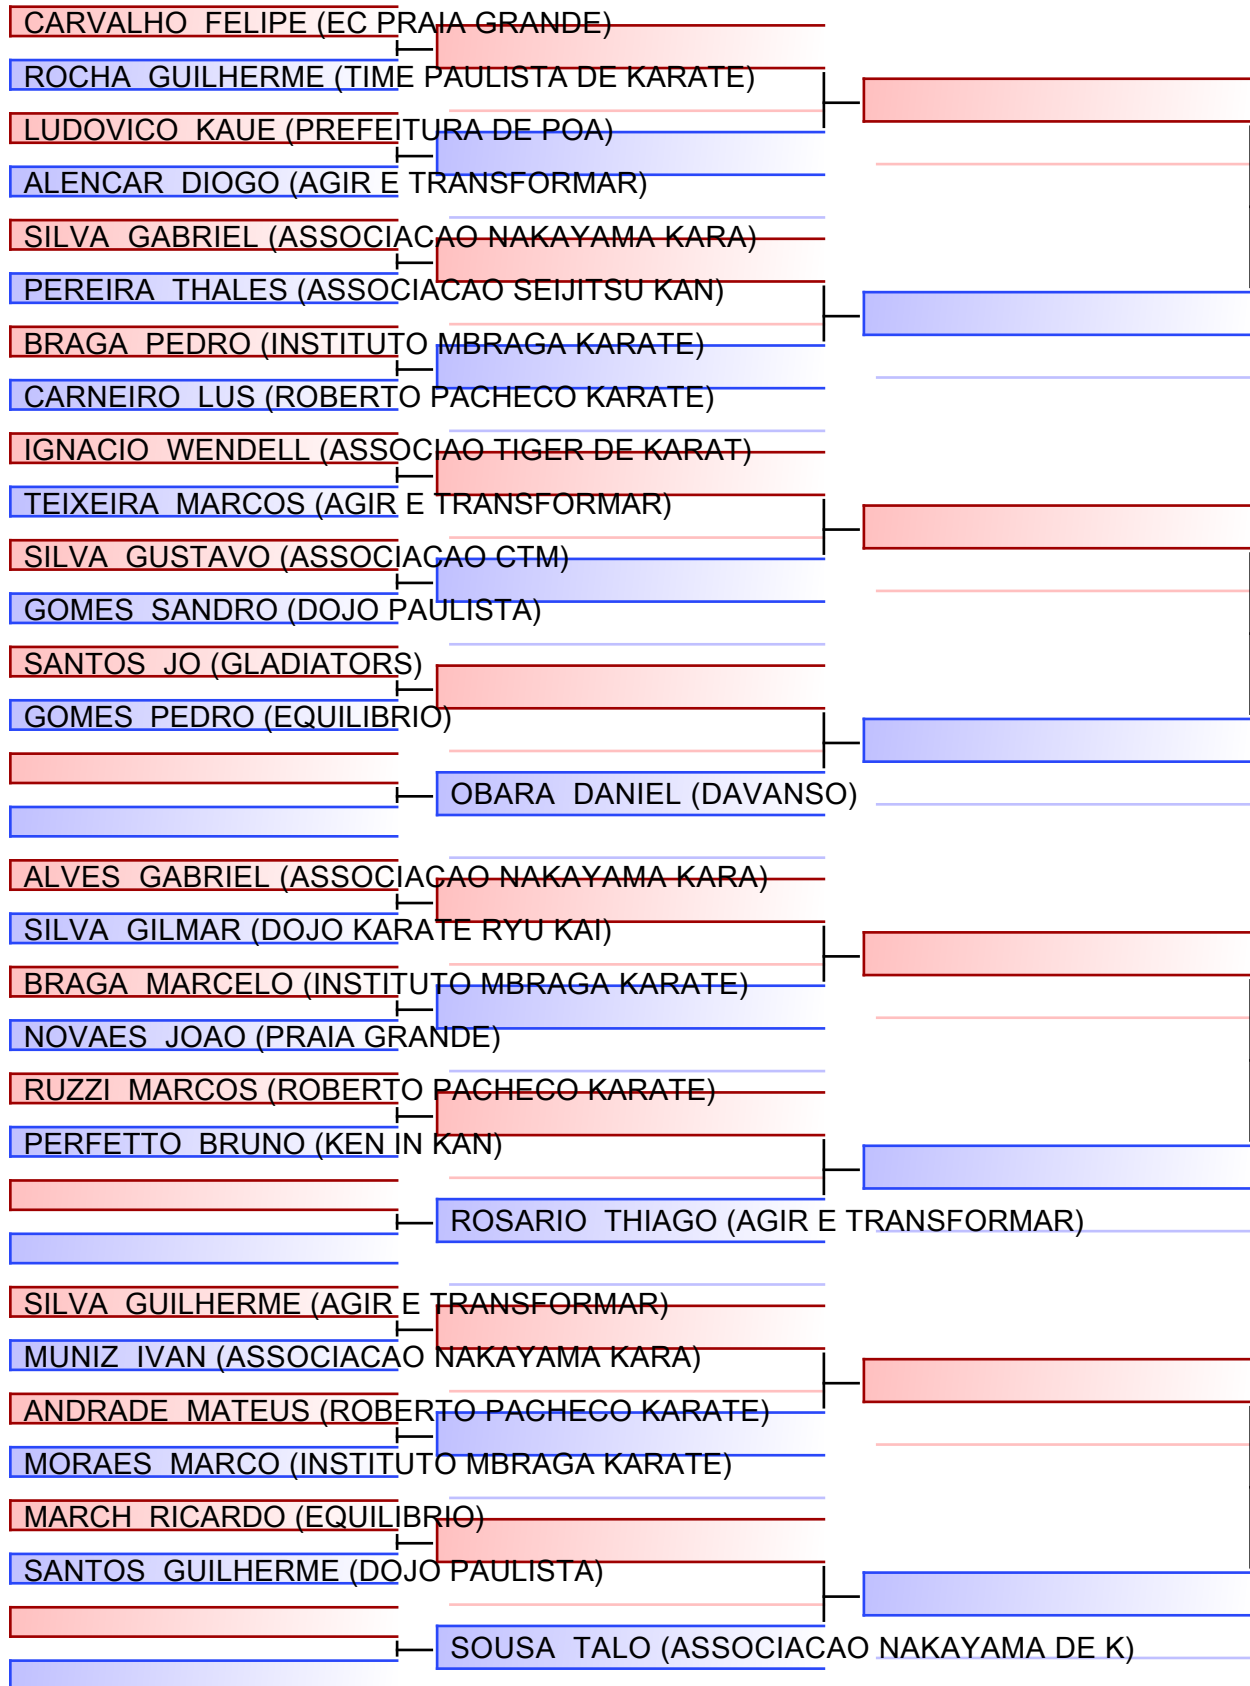 CARVALHO  FELIPE (EC PRAIA GRANDE)
ROCHA  GUILHERME (TIME PAULISTA DE KARATE)
LUDOVICO  KAUE (PREFEITURA DE POA)
ALENCAR  DIOGO (AGIR E TRANSFORMAR)
SILVA  GABRIEL (ASSOCIACAO NAKAYAMA KARA)
PEREIRA  THALES (ASSOCIACAO SEIJITSU KAN)
BRAGA  PEDRO (INSTITUTO MBRAGA KARATE)
CARNEIRO  LUS (ROBERTO PACHECO KARATE)
IGNACIO  WENDELL (ASSOCIAO TIGER DE KARAT)
TEIXEIRA  MARCOS (AGIR E TRANSFORMAR)
SILVA  GUSTAVO (ASSOCIACAO CTM)
GOMES  SANDRO (DOJO PAULISTA)
SANTOS  JO (GLADIATORS)
GOMES  PEDRO (EQUILIBRIO)
OBARA  DANIEL (DAVANSO)
ALVES  GABRIEL (ASSOCIACAO NAKAYAMA KARA)
SILVA  GILMAR (DOJO KARATE RYU KAI)
BRAGA  MARCELO (INSTITUTO MBRAGA KARATE)
NOVAES  JOAO (PRAIA GRANDE)
RUZZI  MARCOS (ROBERTO PACHECO KARATE)
PERFETTO  BRUNO (KEN IN KAN)
ROSARIO  THIAGO (AGIR E TRANSFORMAR)
SILVA  GUILHERME (AGIR E TRANSFORMAR)
MUNIZ  IVAN (ASSOCIACAO NAKAYAMA KARA)
ANDRADE  MATEUS (ROBERTO PACHECO KARATE)
MORAES  MARCO (INSTITUTO MBRAGA KARATE)
MARCH  RICARDO (EQUILIBRIO)
SANTOS  GUILHERME (DOJO PAULISTA)
SOUSA  TALO (ASSOCIACAO NAKAYAMA DE K)